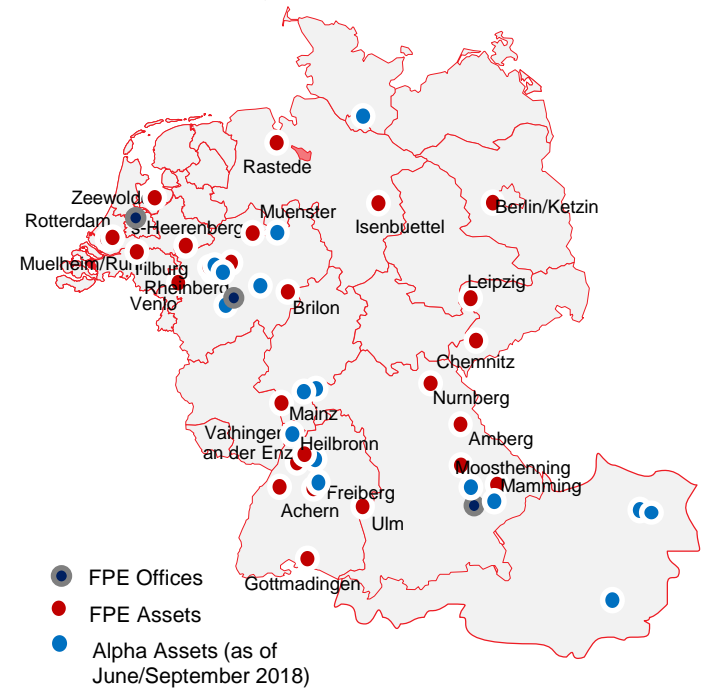 Rastede
Zeewold
Muenster
Isenbuettel
Berlin/Ketzin
Rotterdam
s-Heerenberg
Muelheim/Ruhr
Tilburg
Rheinberg
Venlo
Brilon
Leipzig
Chemnitz
Nurnberg
Mainz
Amberg
Vaihingen
an der Enz
Heilbronn
Moosthenning
Mamming
Freiberg
Achern
Ulm
Gottmadingen
FPE Offices
FPE Assets
Alpha Assets (as of
June/September 2018)